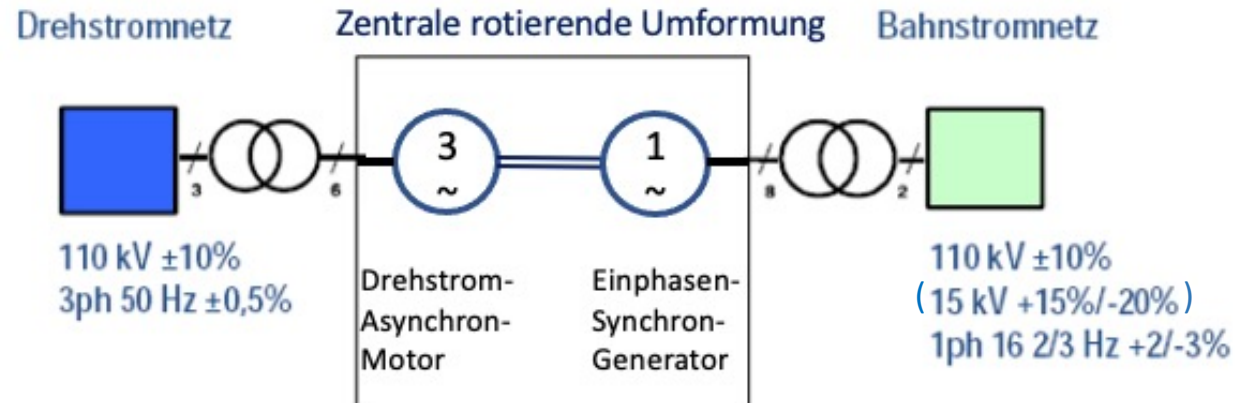 Drehstromnetz
Zentrale rotierende Umformung
Bahnstromnetz
3
~
1
~
3
6
8
2
110 kV ±10%
3ph 50 Hz ±0,5%
Drehstrom-
Asynchron-
Motor
Einphasen-
Synchron-
Generator
110 kV ±10%
(15 kV +15%/-20%)
1ph 16 2/3 Hz +2/-3%